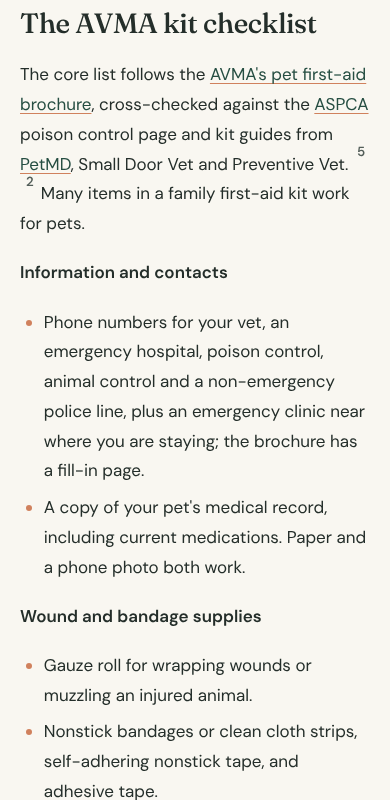 The AVMA kit checklist
The core list follows the AVMA's pet first-aid
brochure, cross-checked against the ASPCA
poison control page and kit guides from
PetMD, Small Door Vet and Preventive Vet. 5
2 Many items in a family first-aid kit work
for pets.
Information and contacts
• Phone numbers for your vet, an
emergency hospital, poison control,
animal control and a non-emergency
police line, plus an emergency clinic near
where you are staying; the brochure has
a fill-in page.
• A copy of your pet's medical record,
including current medications. Paper and
a phone photo both work.
Wound and bandage supplies
• Gauze roll for wrapping wounds or
muzzling an injured animal.
• Nonstick bandages or clean cloth strips,
self-adhering nonstick tape, and
adhesive tape.